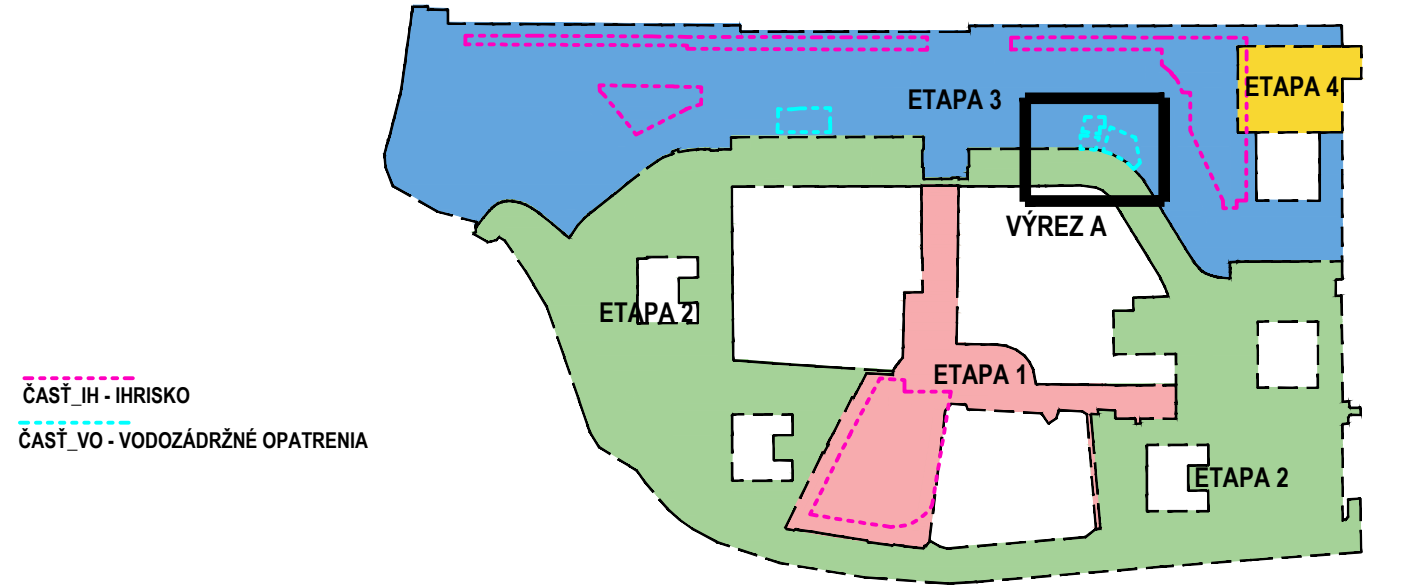 ETAPA 3
ETAPA 4
VÝREZ A
ETAPA 2
ETAPA 1
ETAPA 2
ČASŤ_IH - IHRISKO
ČASŤ_VO - VODOZÁDRŽNÉ OPATRENIA